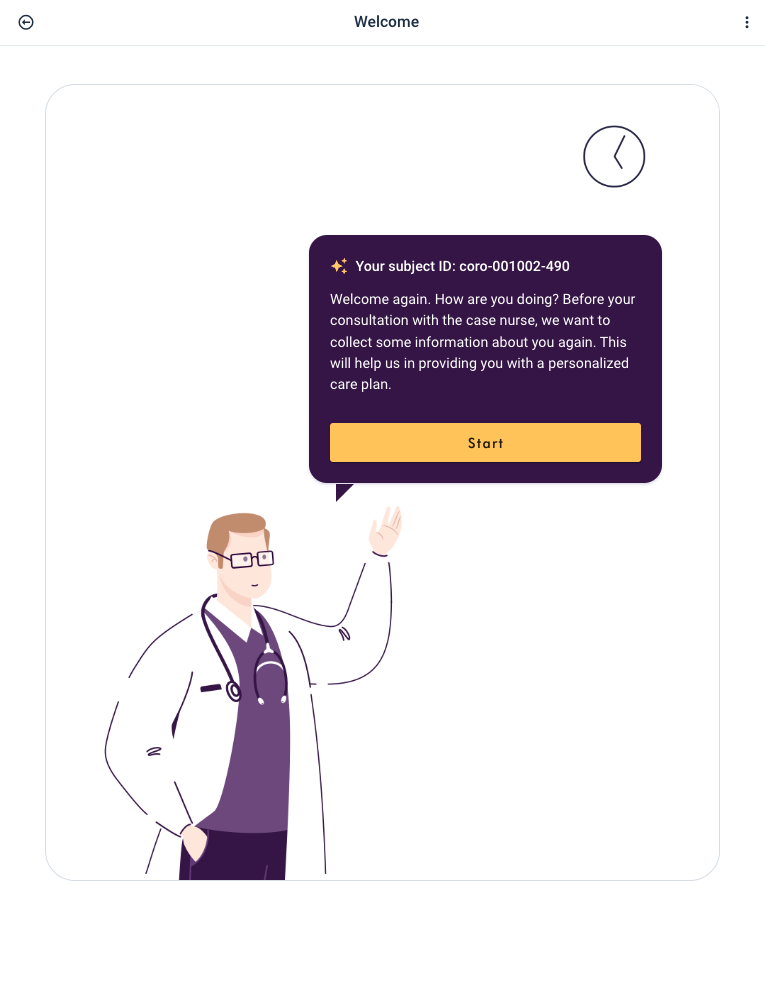 Welcome
Your subject ID: coro-001002-490
Welcome again. How are you doing? Before your
consultation with the case nurse, we want to
collect some information about you again. This
will help us in providing you with a personalized
care plan.
Start